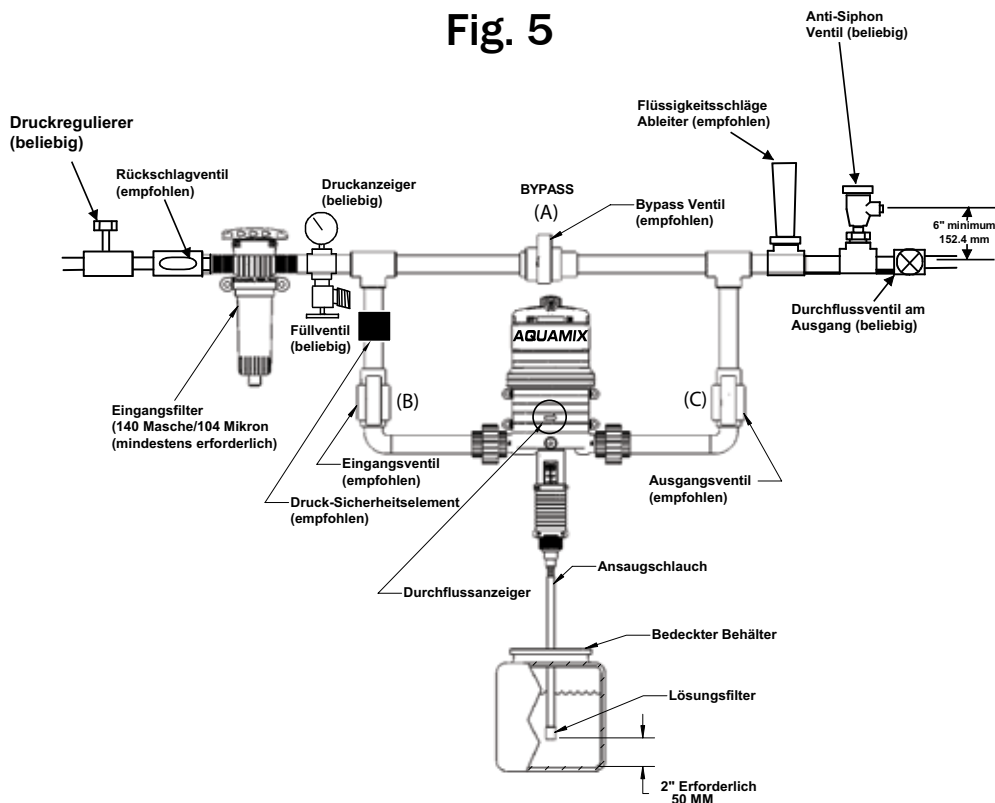 Fig. 5
Anti-Siphon
Ventil (beliebig)
Flüssigkeitsschläge
Ableiter (empfohlen)
Druckregulierer
(beliebig)
Rückschlagventil
(empfohlen)
Druckanzeiger
(beliebig)
BYPASS
(A)
Bypass Ventil
(empfohlen)
6" minimum
152.4 mm
Füllventil
(beliebig)
AQUAMIX
Durchflussventil am
Ausgang (beliebig)
Eingangsfilter
(140 Masche/104 Mikron
(mindestens erforderlich)
(B)
(C)
Eingangsventil
(empfohlen)
Ausgangsventil
(empfohlen)
Druck-Sicherheitselement
(empfohlen)
Durchflussanzeiger
Ansaugschlauch
Bedeckter Behälter
Lösungsfilter
2" Erforderlich
50 MM